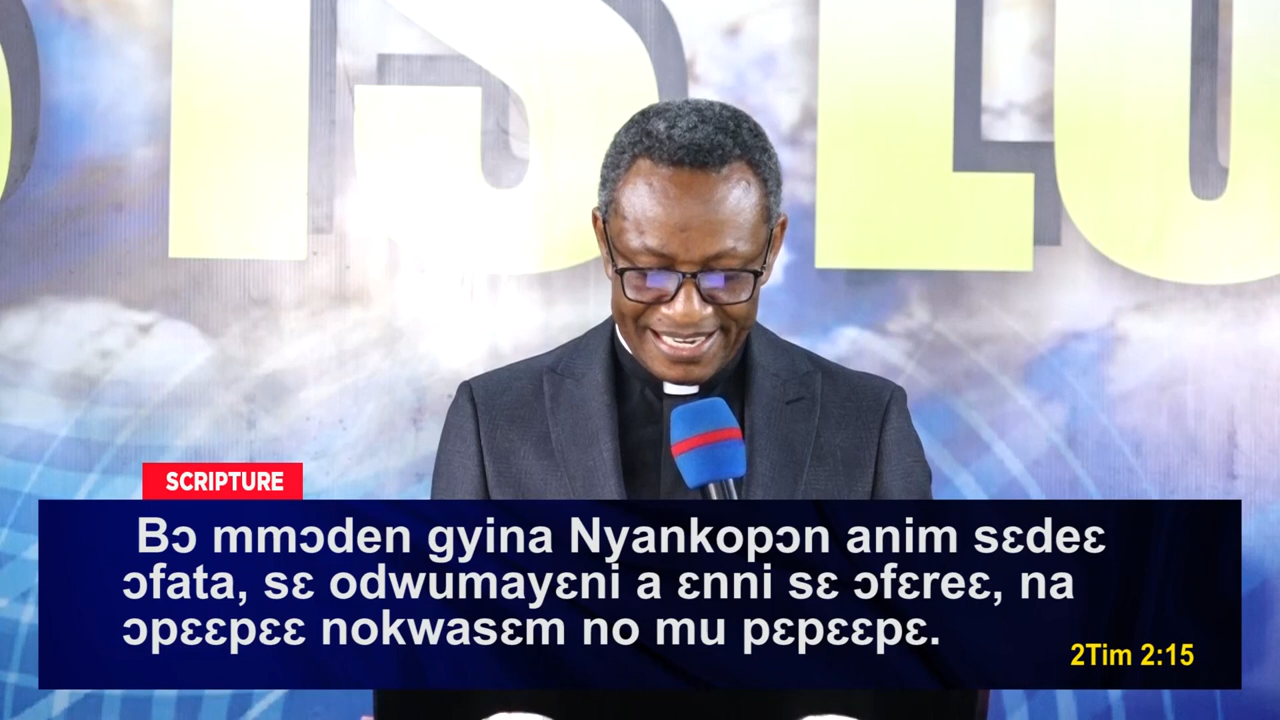 SCRIPTURE
Bɔ mmɔden gyina Nyankopɔn anim sɛdeɛ
ɔfata, sɛ odwumayɛni a ɛnni sɛ ɔfɛreɛ, na
ɔpɛɛpɛɛ nokwasɛm no mu pɛpɛɛpɛ.
2Tim 2:15